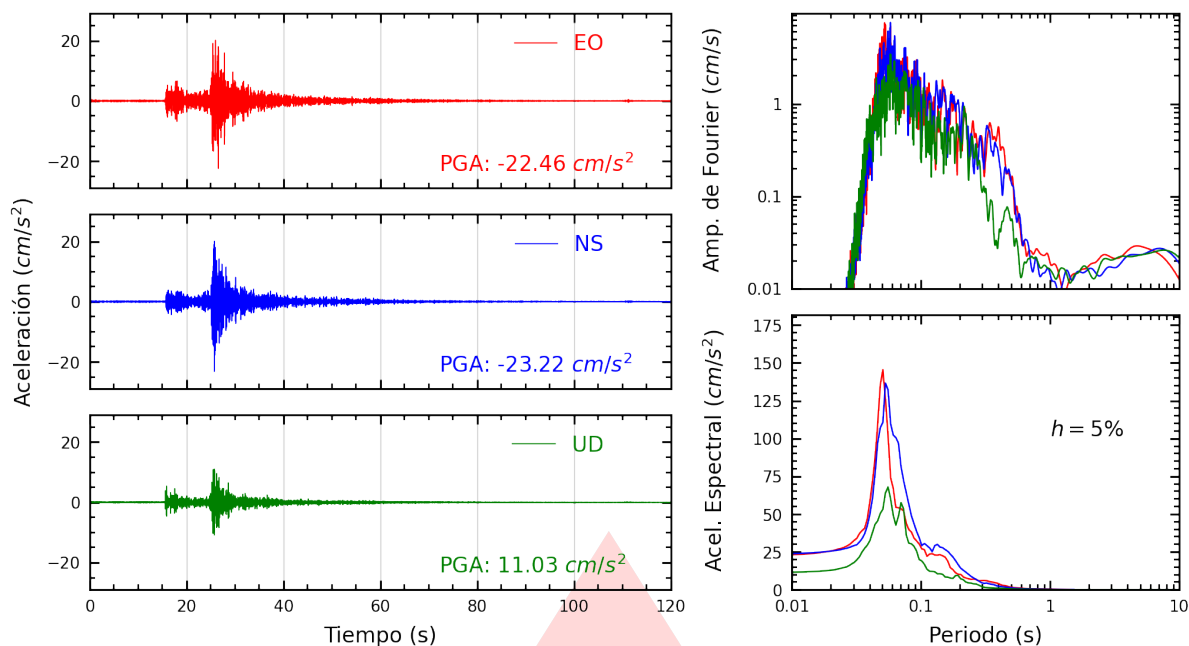 Aceleración (cm/s²)
20
0
−20
EO
PGA: -22.46 cm/s²
20
0
−20
NS
PGA: -23.22 cm/s²
20
0
−20
UD
PGA: 11.03 cm/s²
0 20 40 60 80 100 120
Tiempo (s)
Amp. de Fourier (cm/s)
1
0.1
0.01
Acel. Espectral (cm/s²)
175
150
125
100
75
50
25
0
h = 5%
0.01 0.1 1 10
Periodo (s)